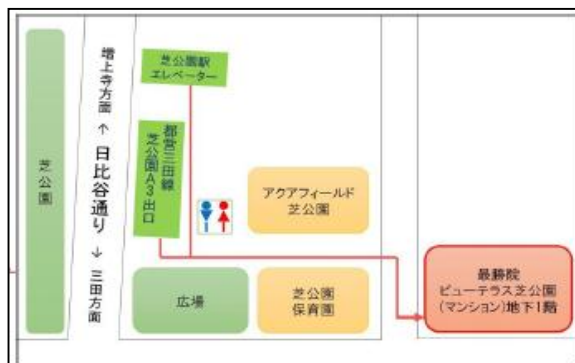 芝公園
増上寺方面
↑
日比谷通り
↓
三田方面
芝公園駅
エレベーター
都営三田線
芝公園A3出口
アクアフィールド
芝公園
広場
芝公園
保育園
最勝院
ビューテラス芝公園
(マンション)地下1階